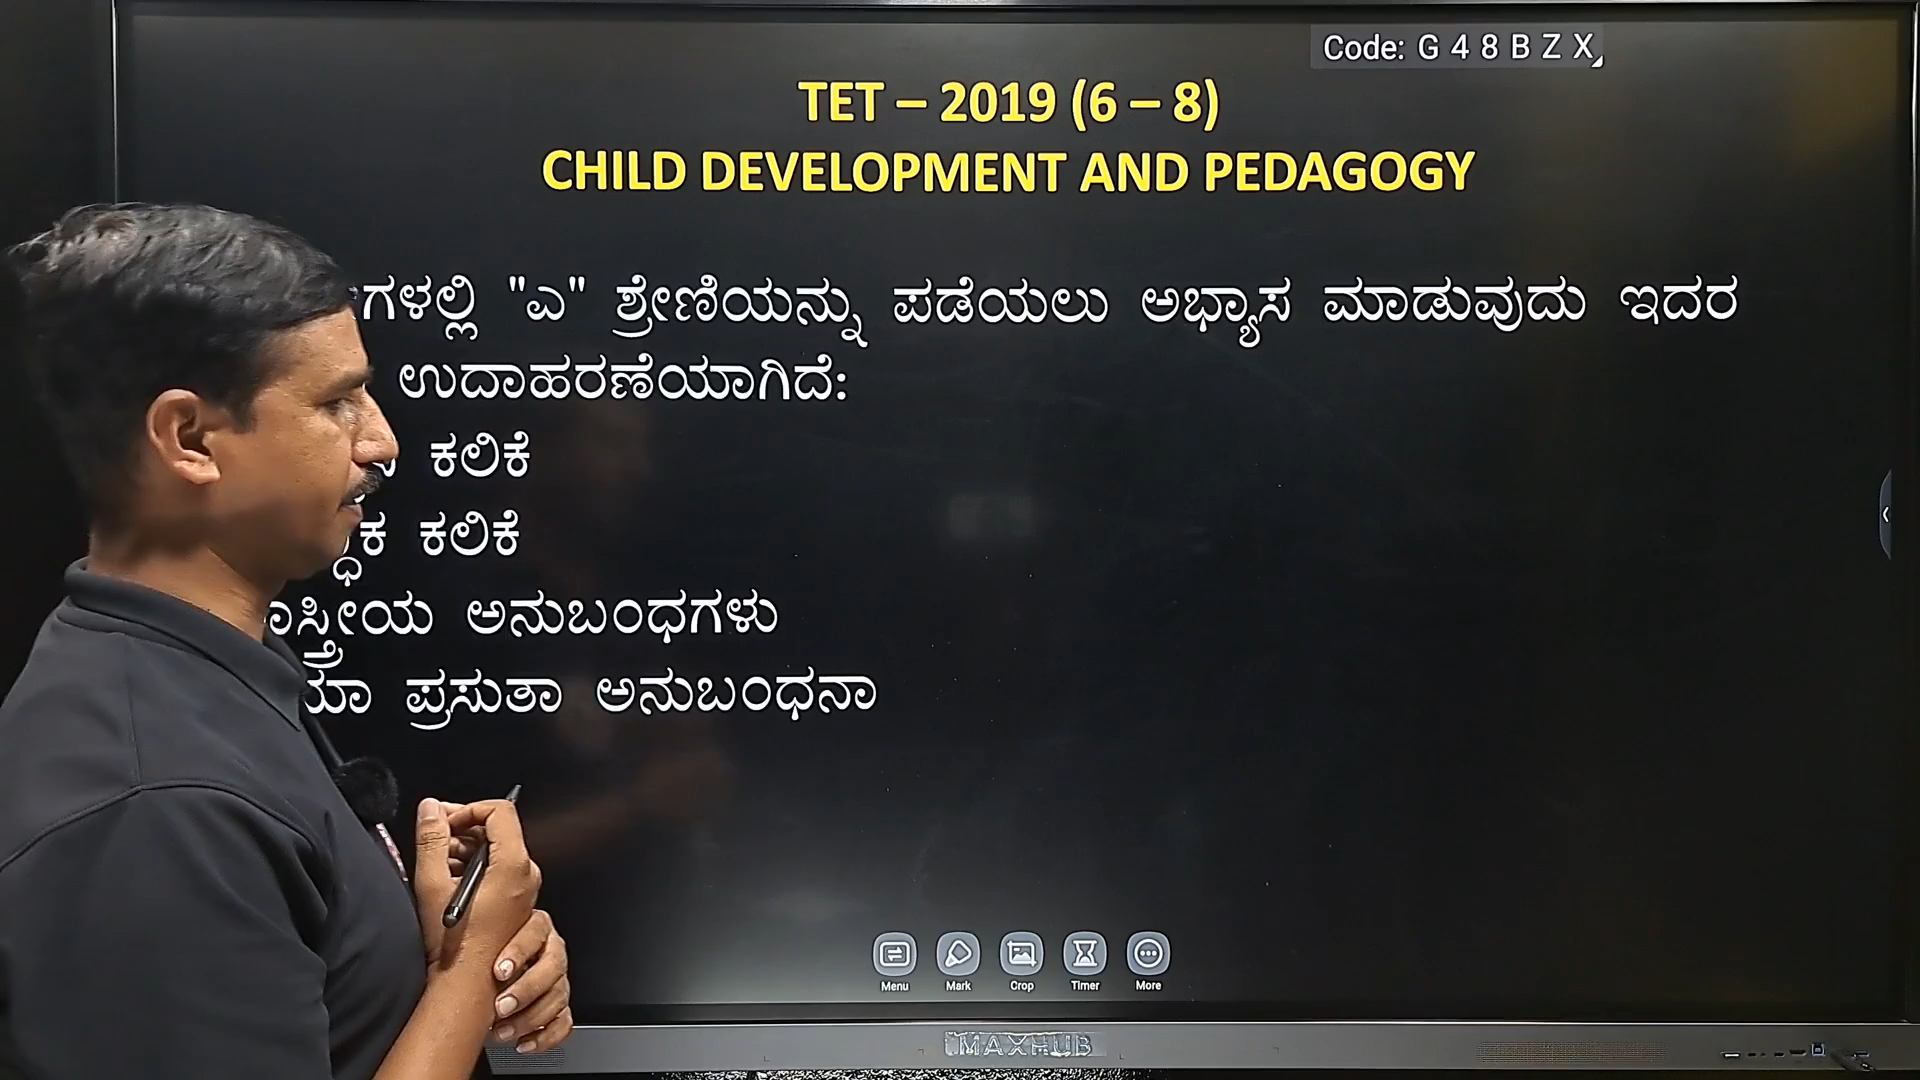 Code: G 4 8 B Z X
TET – 2019 (6 – 8)
CHILD DEVELOPMENT AND PEDAGOGY
"ಎ" ಶ್ರೇಣಿಯನ್ನು ಪಡೆಯಲು ಅಭ್ಯಾಸ ಮಾಡುವುದು ಇದರ
ಉದಾಹರಣೆಯಾಗಿದೆ:
ಕಲಿಕೆ
ಕಲಿಕೆ
ಅನುಬಂಧಗಳು
ಪ್ರಸುತಾ ಅನುಬಂಧನಾ
Menu Mark Crop Timer More
MAXHUB